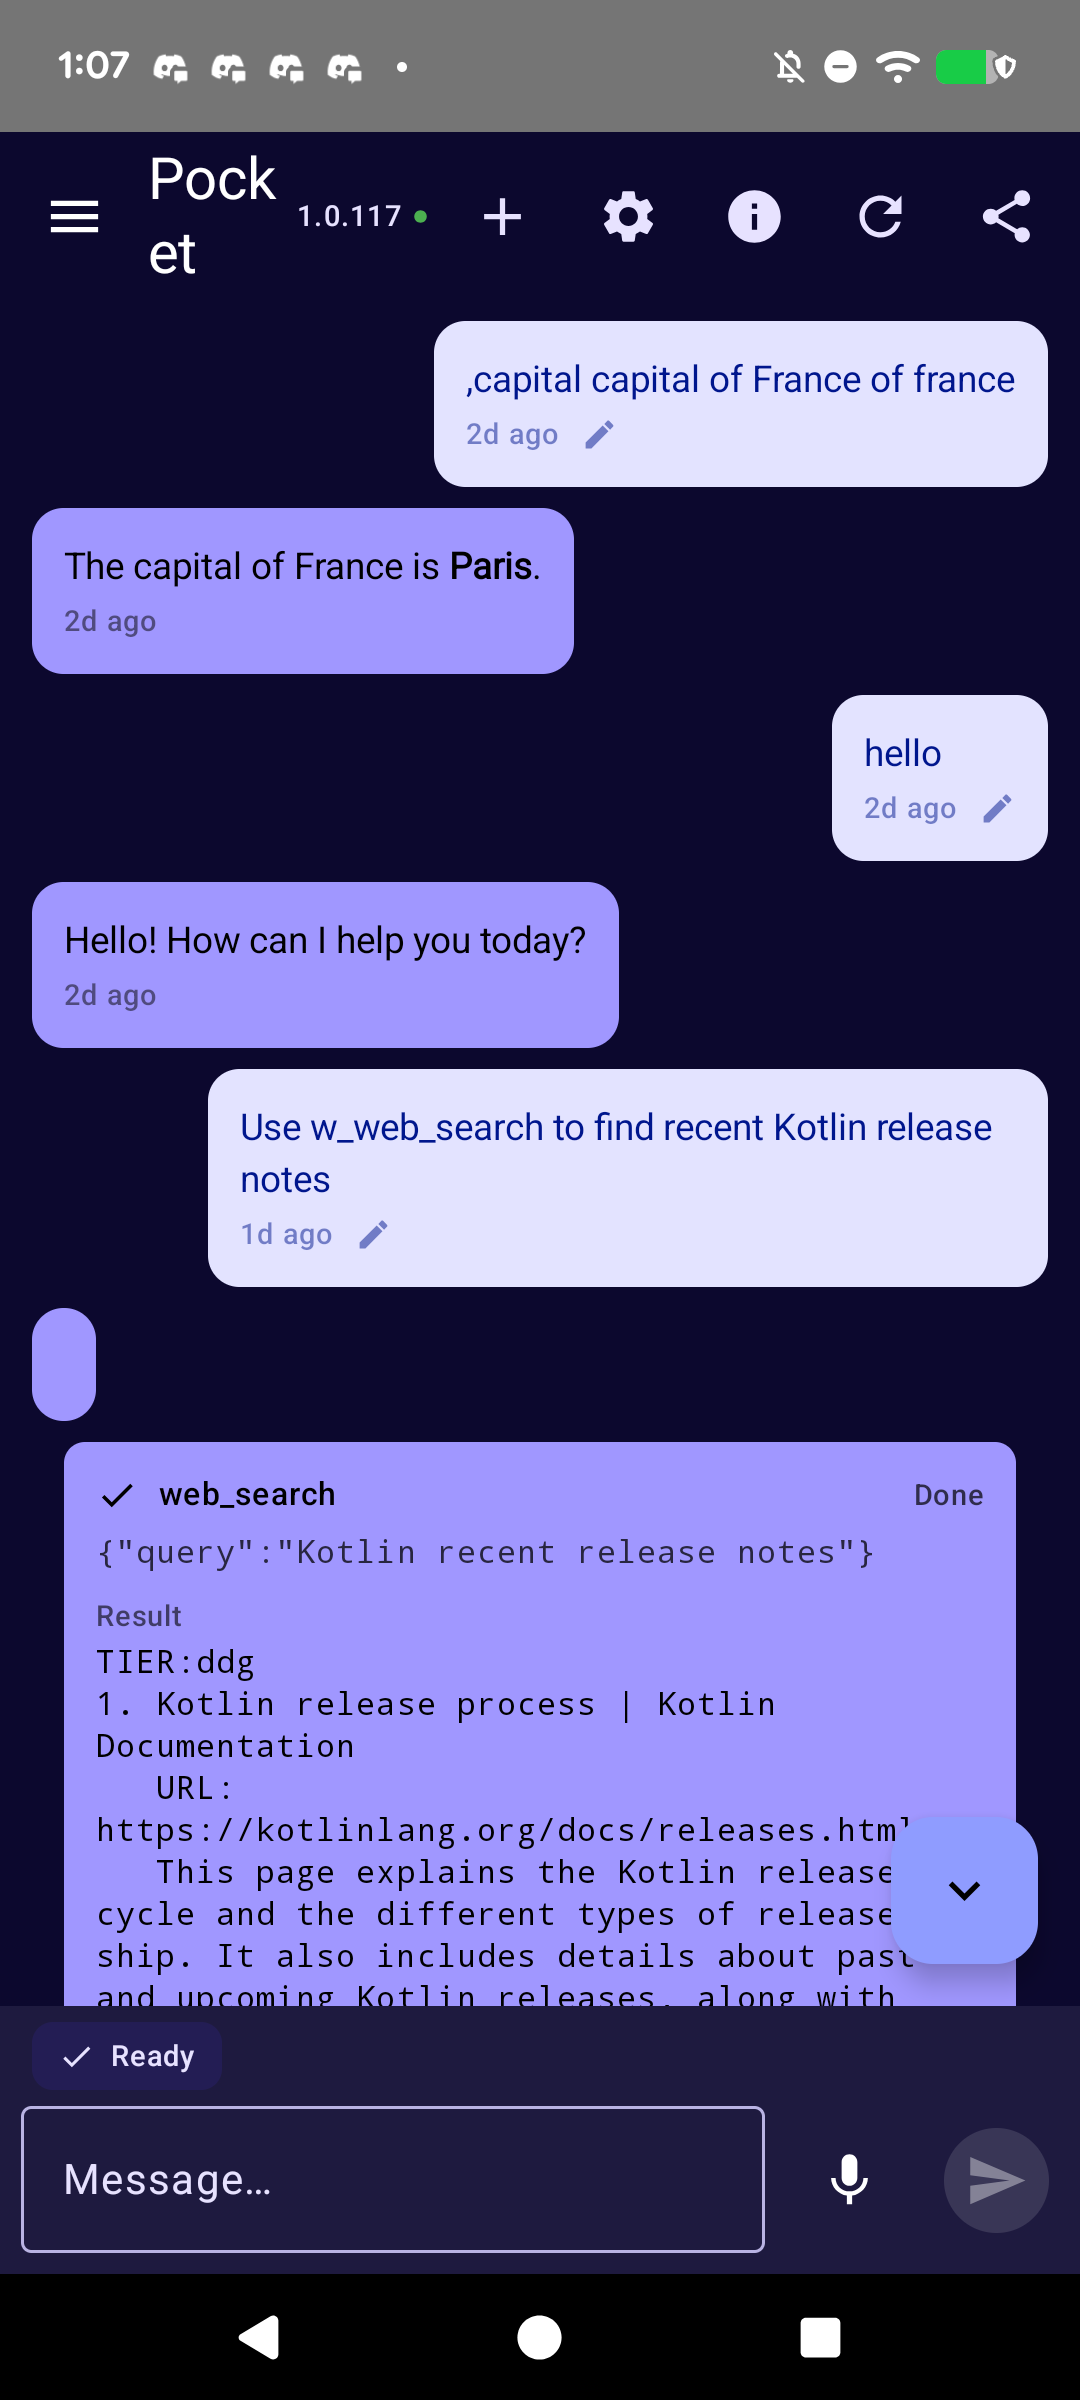 1:07
Pock
et
1.0.117
,capital capital of France of france
2d ago
The capital of France is Paris.
2d ago
hello
2d ago
Hello! How can I help you today?
2d ago
Use w_web_search to find recent Kotlin release
notes
1d ago
web_search
Done
{"query":"Kotlin recent release notes"}
Result
TIER:ddg
1. Kotlin release process | Kotlin
Documentation
URL:
https://kotlinlang.org/docs/releases.html
This page explains the Kotlin release
cycle and the different types of release
ship. It also includes details about past
and upcoming Kotlin releases, along with
Ready
Message…